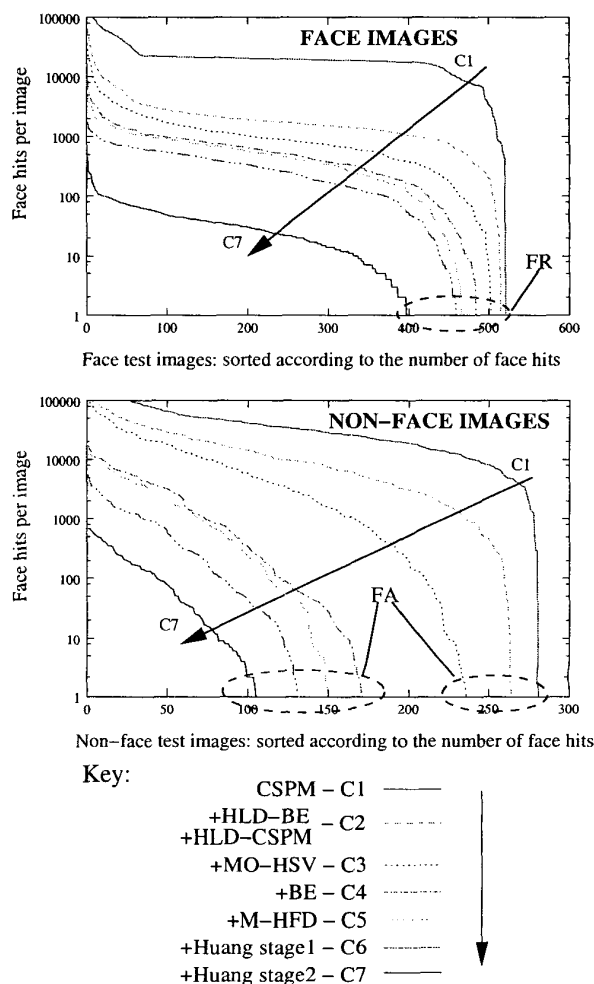 FACE IMAGES
C1
C7
FR
Face hits per image
100000
10000
1000
100
10
1
0 100 200 300 400 500 600
Face test images: sorted according to the number of face hits
NON−FACE IMAGES
C1
C7
FA
Face hits per image
100000
10000
1000
100
10
1
0 50 100 150 200 250 300
Non−face test images: sorted according to the number of face hits
Key:
CSPM − C1
+HLD−BE
+HLD−CSPM − C2
+MO−HSV − C3
+BE − C4
+M−HFD − C5
+Huang stage1 − C6
+Huang stage2 − C7